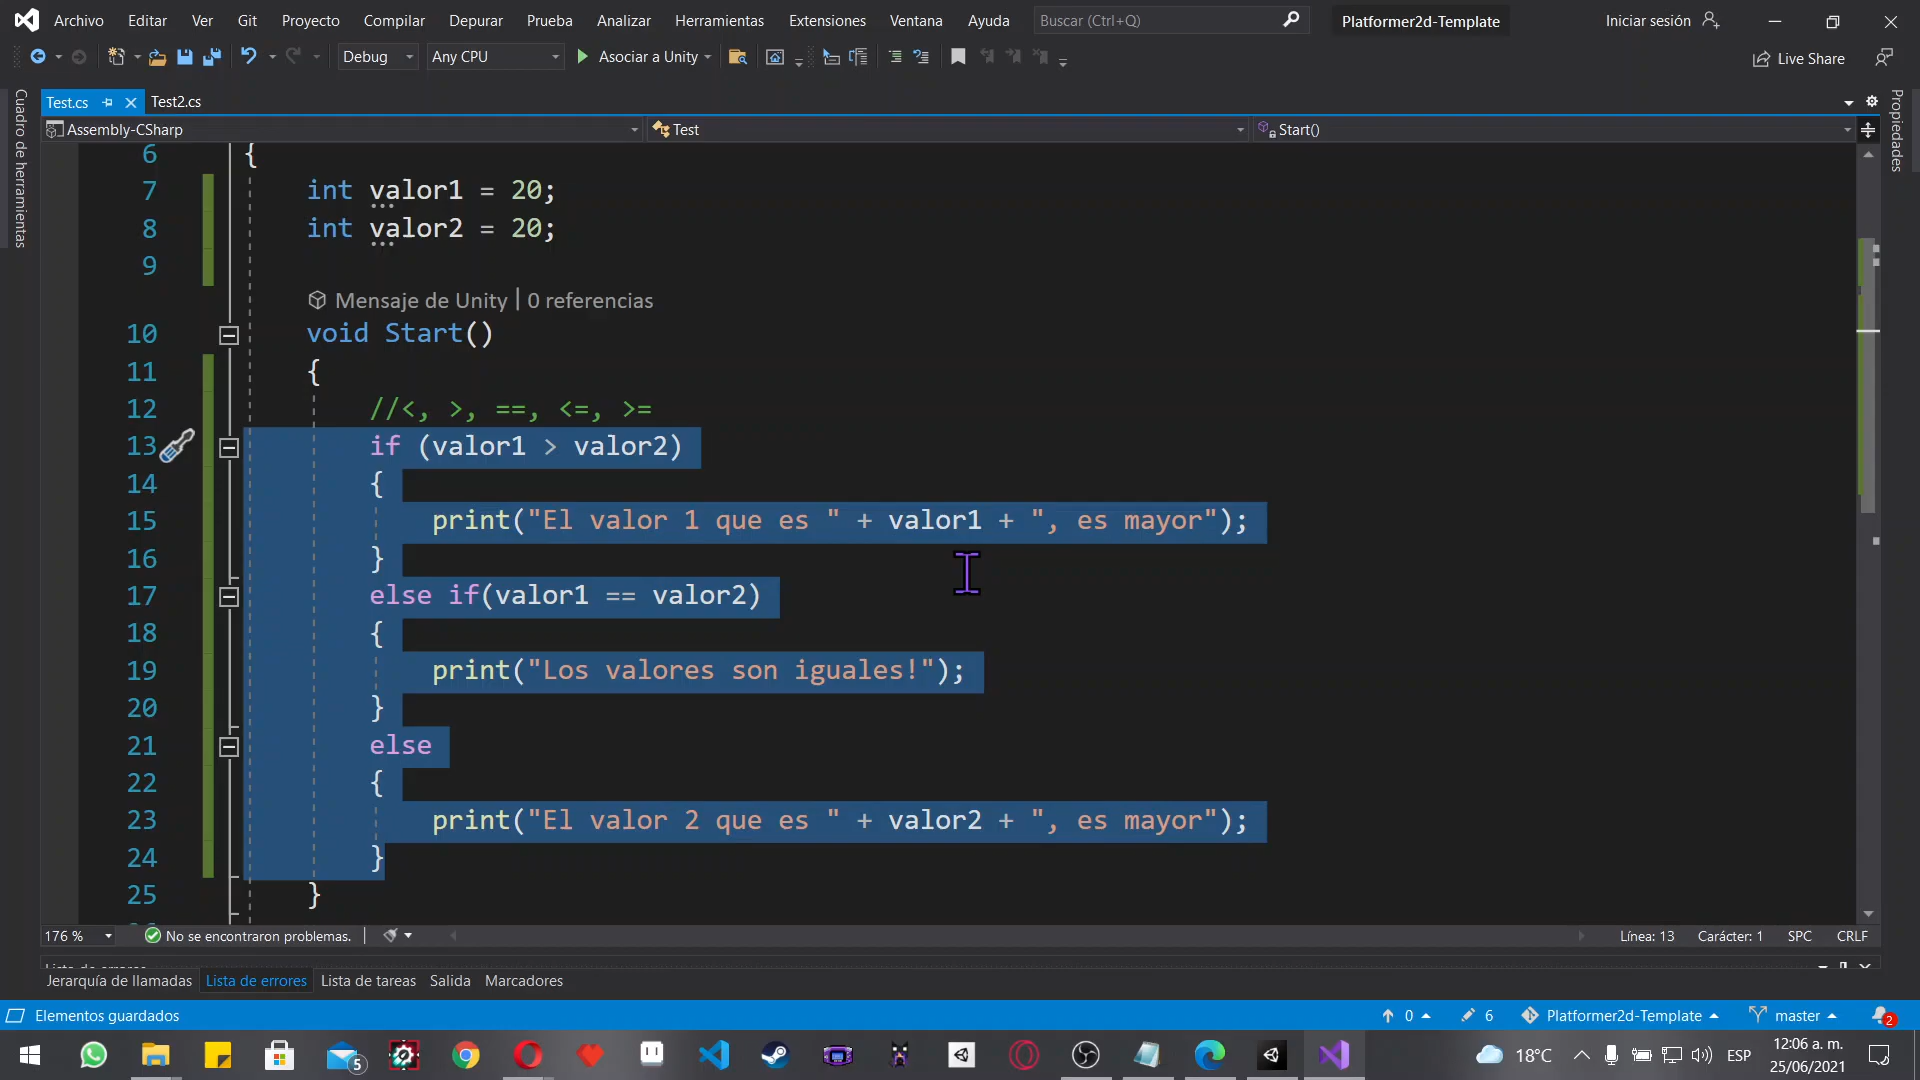 Archivo Editar Ver Git Proyecto Compilar Depurar Prueba Analizar Herramientas Extensiones Ventana Ayuda Buscar (Ctrl+Q) Platformer2d-Template Iniciar sesión
Debug Any CPU Asociar a Unity Live Share
Cuadro de herramientas
Propiedades
Test.cs Test2.cs
Assembly-CSharp Test Start()
6 {
7 int valor1 = 20;
8 int valor2 = 20;
9
Mensaje de Unity | 0 referencias
10 void Start()
11 {
12 //<, >, ==, <=, >=
13 if (valor1 > valor2)
14 {
15 print("El valor 1 que es " + valor1 + ", es mayor");
16 }
17 else if(valor1 == valor2)
18 {
19 print("Los valores son iguales!");
20 }
21 else
22 {
23 print("El valor 2 que es " + valor2 + ", es mayor");
24 }
25 }
176 % No se encontraron problemas. Línea: 13 Carácter: 1 SPC CRLF
Jerarquía de llamadas Lista de errores Lista de tareas Salida Marcadores
Elementos guardados 0 6 Platformer2d-Template master 2
5 18°C ESP 12:06 a. m.
25/06/2021